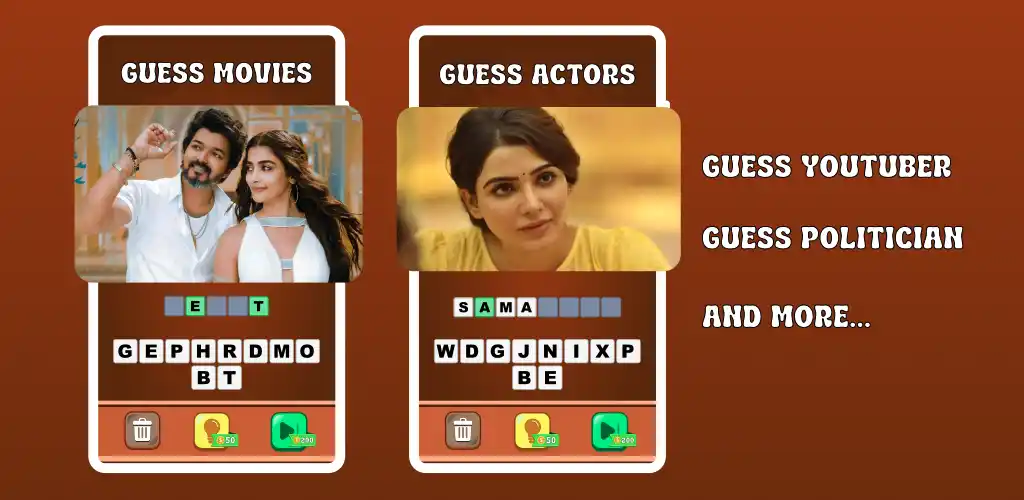 GUESS MOVIES
E T
GEPHRDMO
BT
50
200
GUESS ACTORS
SAMA
WDGJNIXP
BE
50
200
GUESS YOUTUBER
GUESS POLITICIAN
AND MORE...